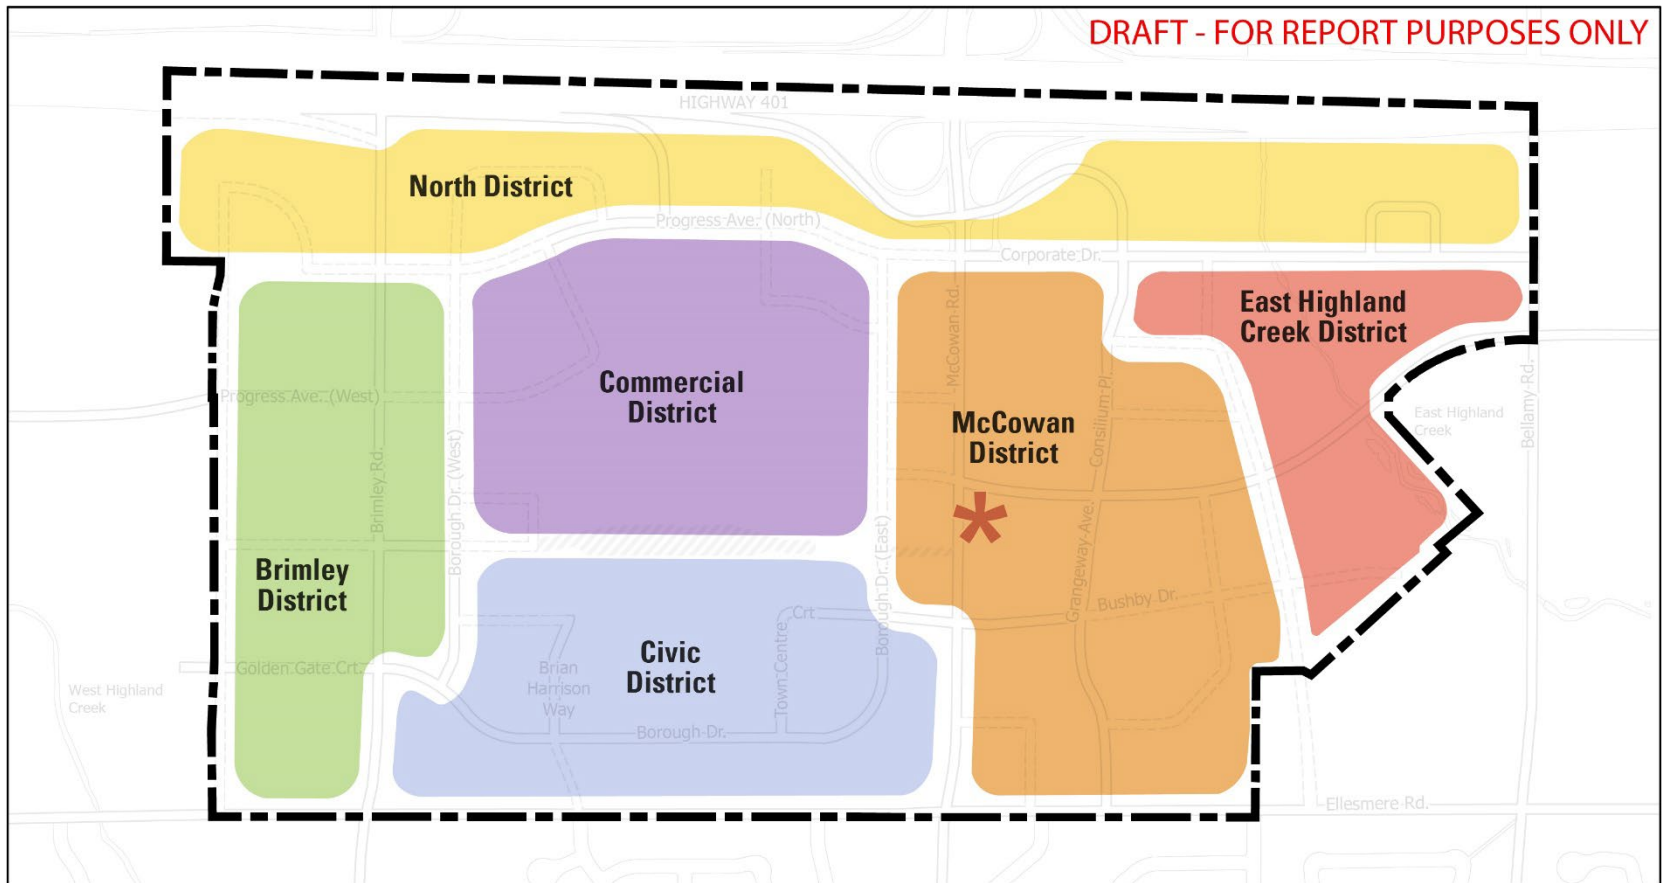 DRAFT - FOR REPORT PURPOSES ONLY
HIGHWAY 401
North District
Progress Ave. (North)
Corporate Dr.
East Highland
Creek District
McCowan Rd.
Commercial
District
Progress Ave. (West)
Consilium Pl.
Bellamy Rd.
East Highland
Creek
McCowan
District
Brimley Rd.
Borough Dr. (West)
Borough Dr. (East)
Grangeway Ave.
Brimley
District
Bushby Dr.
Crt
Town Centre
Civic
District
Golden Gate Crt.
Brian
Harrison
Way
West Highland
Creek
Borough Dr.
Ellesmere Rd.